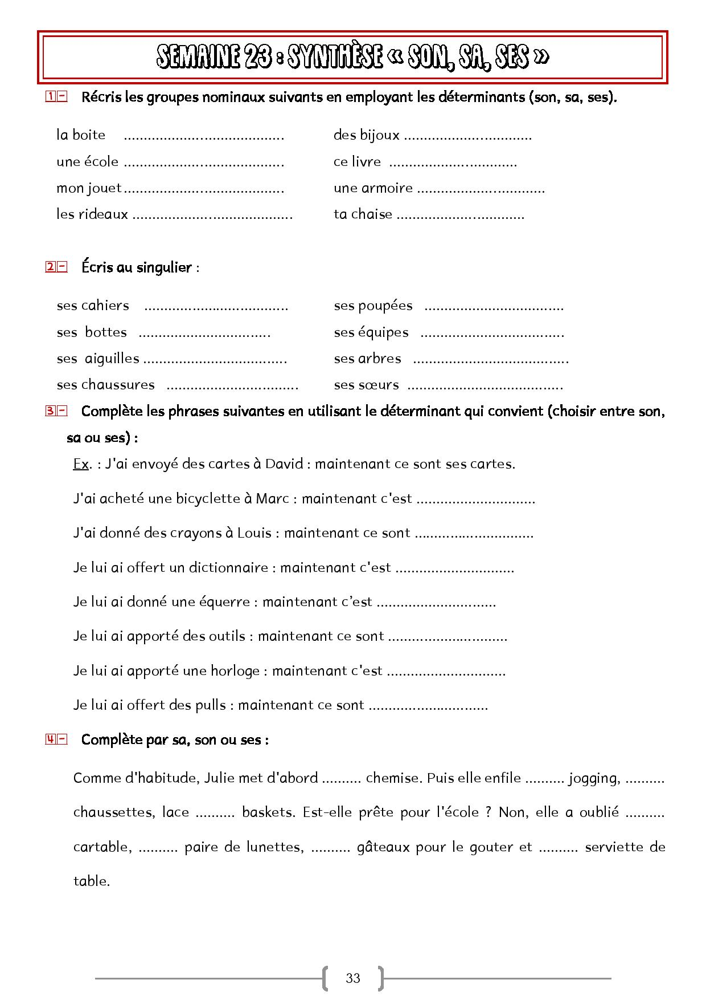 SEMAINE 23 : SYNTHÈSE « SON, SA, SES »
1- Récris les groupes nominaux suivants en employant les déterminants (son, sa, ses).
la boite ........................................ des bijoux ................................
une école ........................................ ce livre ................................
mon jouet ........................................ une armoire ................................
les rideaux ........................................ ta chaise ................................
2- Écris au singulier :
ses cahiers .................................... ses poupées ...................................
ses bottes ................................. ses équipes ....................................
ses aiguilles .................................... ses arbres .......................................
ses chaussures ................................. ses sœurs .......................................
3- Complète les phrases suivantes en utilisant le déterminant qui convient (choisir entre son,
sa ou ses) :
Ex. : J'ai envoyé des cartes à David : maintenant ce sont ses cartes.
J'ai acheté une bicyclette à Marc : maintenant c'est ..............................
J'ai donné des crayons à Louis : maintenant ce sont ..............................
Je lui ai offert un dictionnaire : maintenant c'est ..............................
Je lui ai donné une équerre : maintenant c’est ..............................
Je lui ai apporté des outils : maintenant ce sont ..............................
Je lui ai apporté une horloge : maintenant c'est ..............................
Je lui ai offert des pulls : maintenant ce sont ..............................
4- Complète par sa, son ou ses :
Comme d'habitude, Julie met d'abord .......... chemise. Puis elle enfile .......... jogging, ..........
chaussettes, lace .......... baskets. Est-elle prête pour l'école ? Non, elle a oublié ..........
cartable, .......... paire de lunettes, .......... gâteaux pour le gouter et .......... serviette de
table.
33